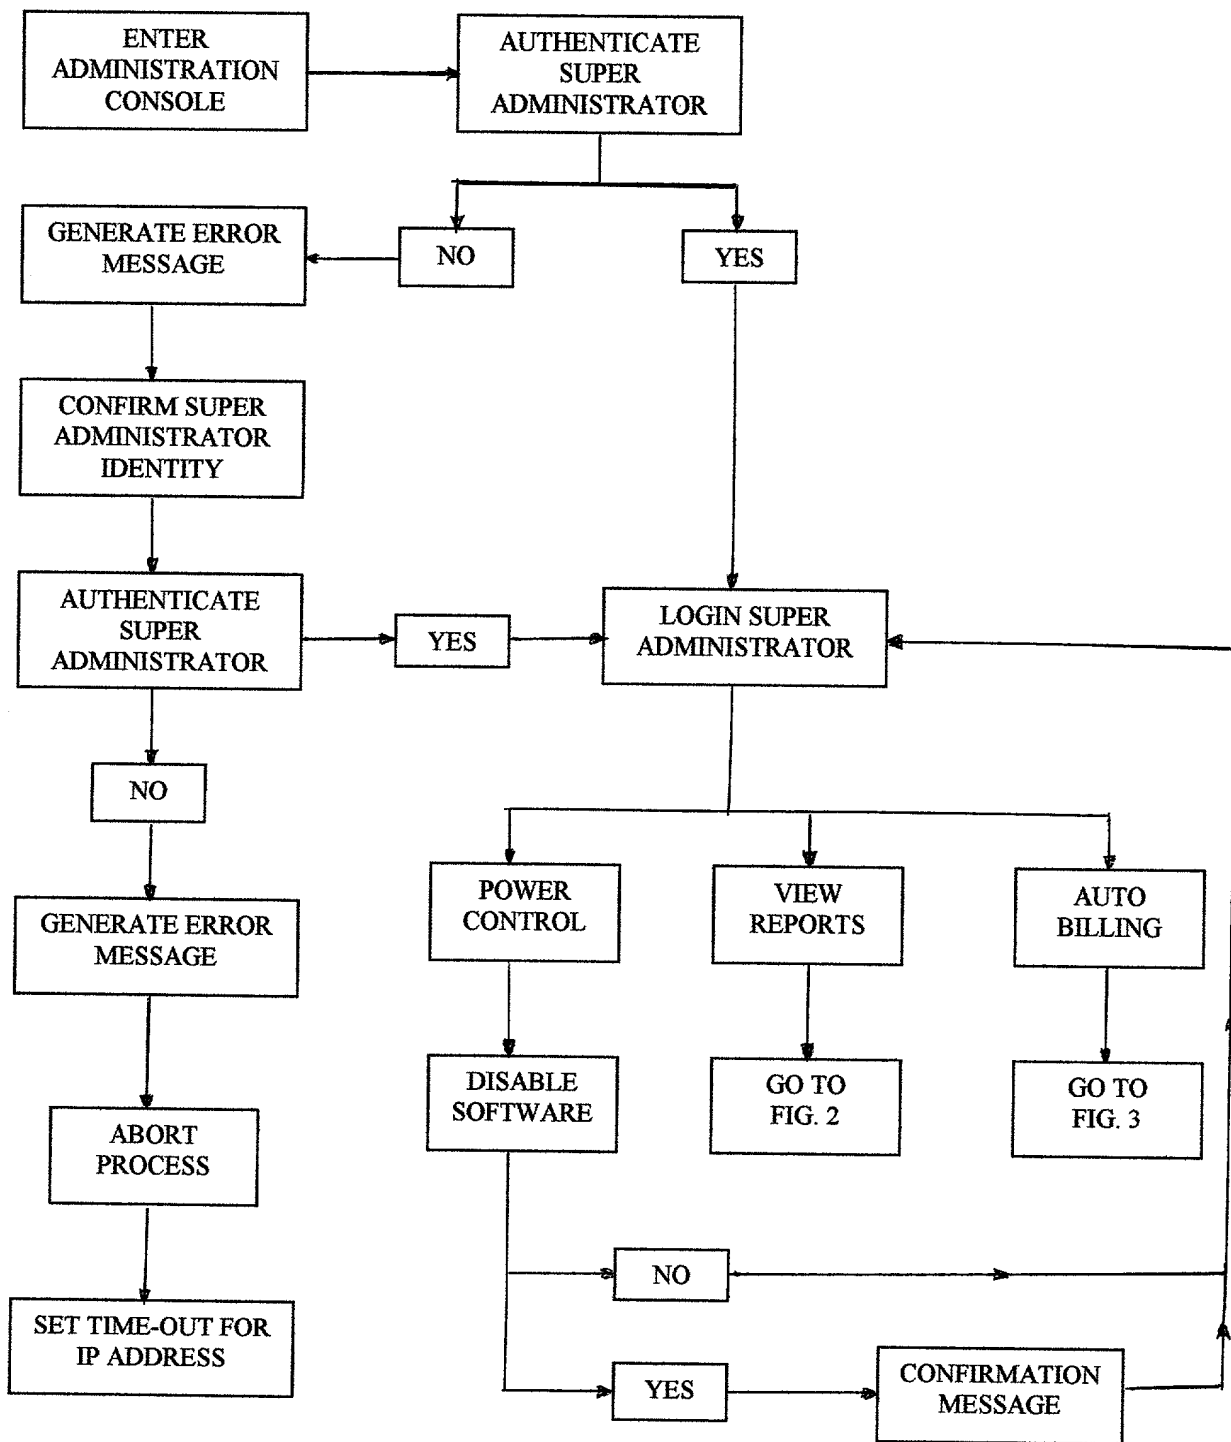 ENTER
ADMINISTRATION
CONSOLE
AUTHENTICATE
SUPER
ADMINISTRATOR
NO
YES
GENERATE ERROR
MESSAGE
CONFIRM SUPER
ADMINISTRATOR
IDENTITY
AUTHENTICATE
SUPER
ADMINISTRATOR
YES
LOGIN SUPER
ADMINISTRATOR
NO
GENERATE ERROR
MESSAGE
ABORT
PROCESS
SET TIME-OUT FOR
IP ADDRESS
POWER
CONTROL
VIEW
REPORTS
AUTO
BILLING
DISABLE
SOFTWARE
GO TO
FIG. 2
GO TO
FIG. 3
NO
YES
CONFIRMATION
MESSAGE